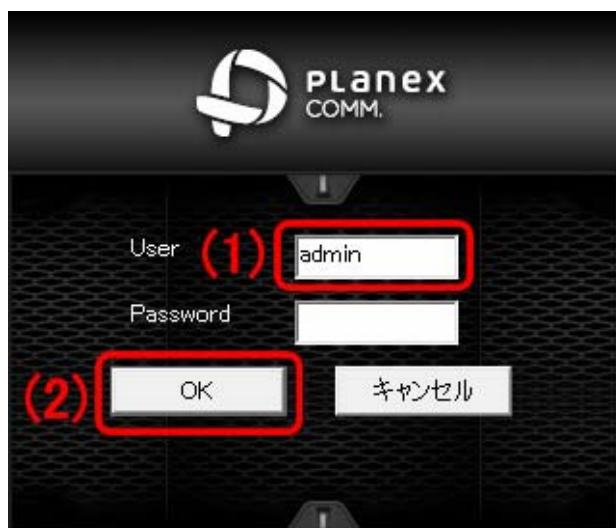 PLANEX
COMM.
User (1) admin
Password
(2) OK キャンセル